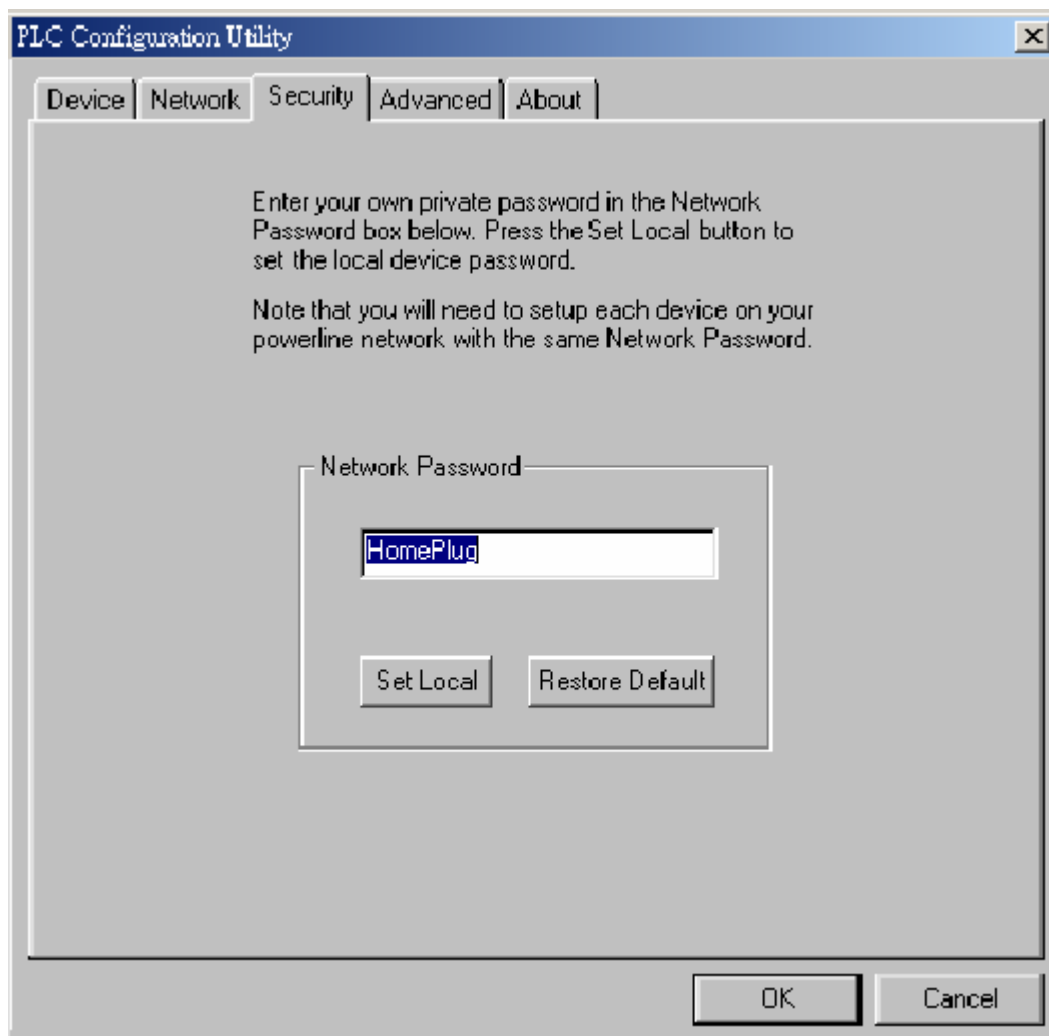 PLC Configuration Utility
Device Network Security Advanced About
Enter your own private password in the Network
Password box below. Press the Set Local button to
set the local device password.
Note that you will need to setup each device on your
powerline network with the same Network Password.
Network Password
HomePlug
Set Local Restore Default
OK Cancel